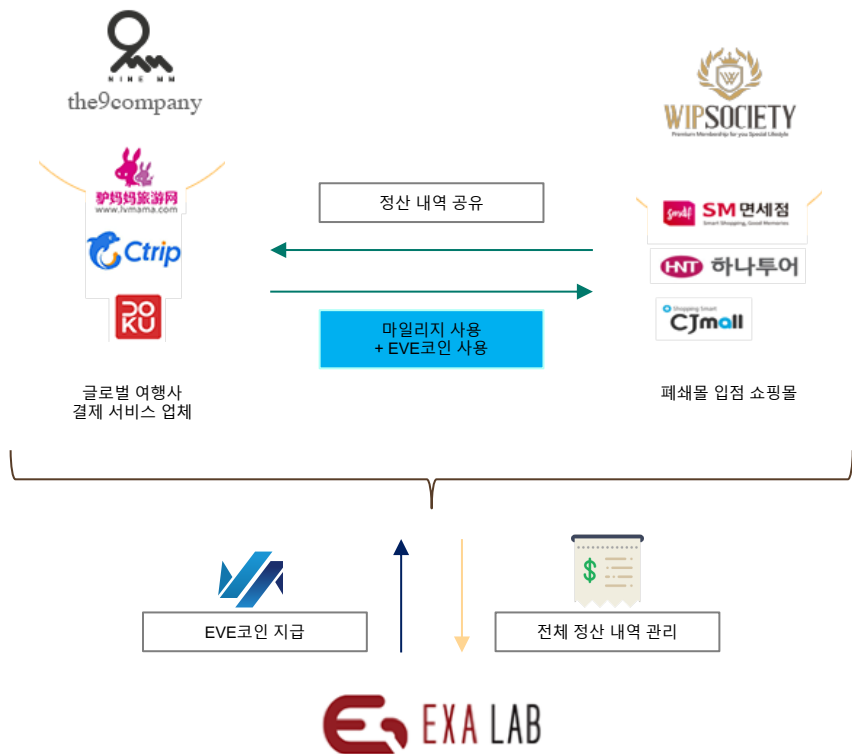 NINE MM
the9company
驴妈妈旅游网
www.lvmama.com
Ctrip
DOKU
글로벌 여행사
결제 서비스 업체
정산 내역 공유
마일리지 사용
+ EVE코인 사용
W
WIPSOCIETY
Premium Membership for you Special Lifestyle
smdf
SM면세점
Smart Shopping, Good Memories
HNT 하나투어
Shopping Smart
CJmall
폐쇄몰 입점 쇼핑몰
EVE코인 지급
$
전체 정산 내역 관리
EXA LAB